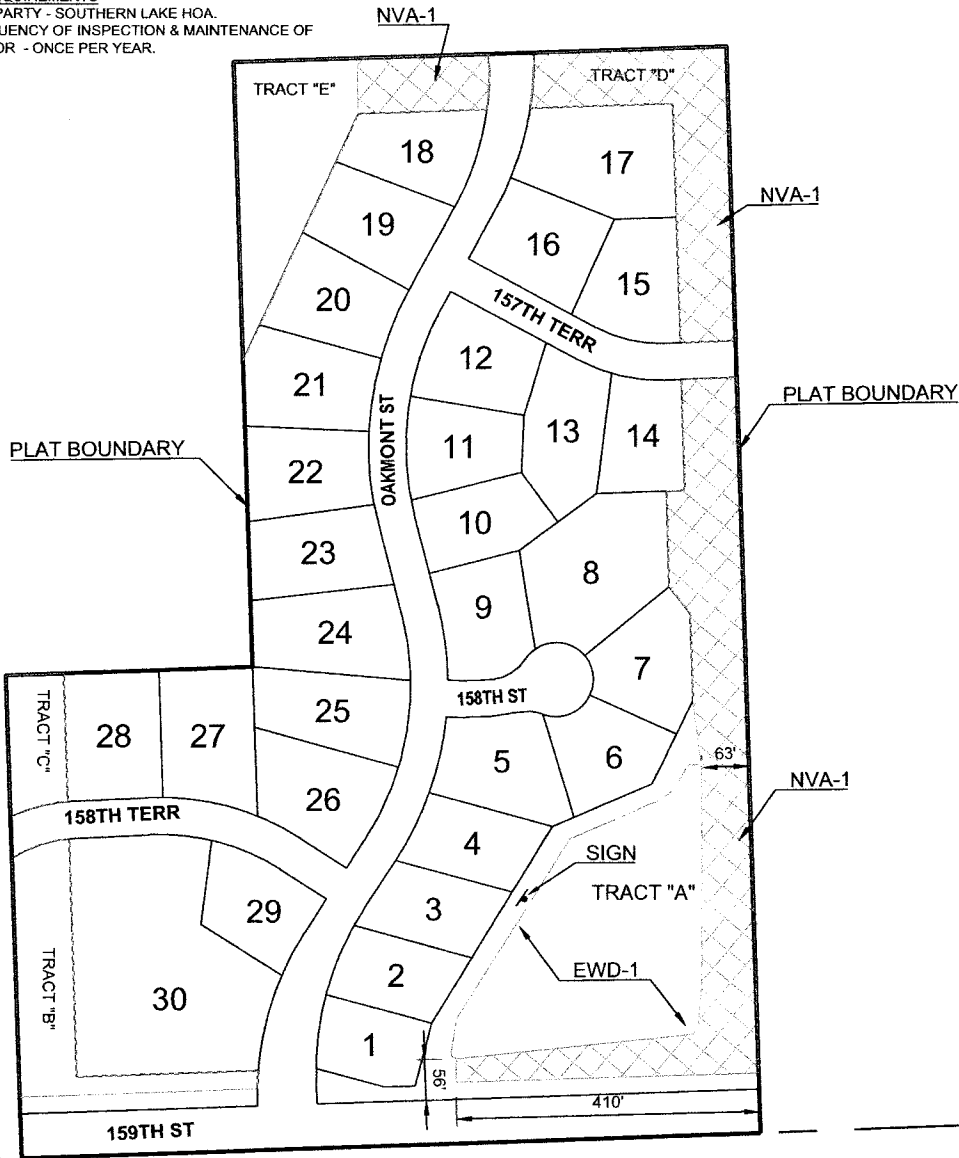 PARTY - SOUTHERN LAKE HOA.
UENCY OF INSPECTION & MAINTENANCE OF
OR - ONCE PER YEAR.
NVA-1
TRACT "E"
TRACT "D"
18
17
NVA-1
19
16
15
20
157TH TERR
12
21
PLAT BOUNDARY
13
14
11
OAKMONT ST
PLAT BOUNDARY
22
10
23
8
9
24
7
158TH ST
25
TRACT "C"
28
27
5
6
63'
26
NVA-1
158TH TERR
4
SIGN
TRACT "A"
29
3
EWD-1
TRACT "B"
2
30
1
56'
410'
159TH ST